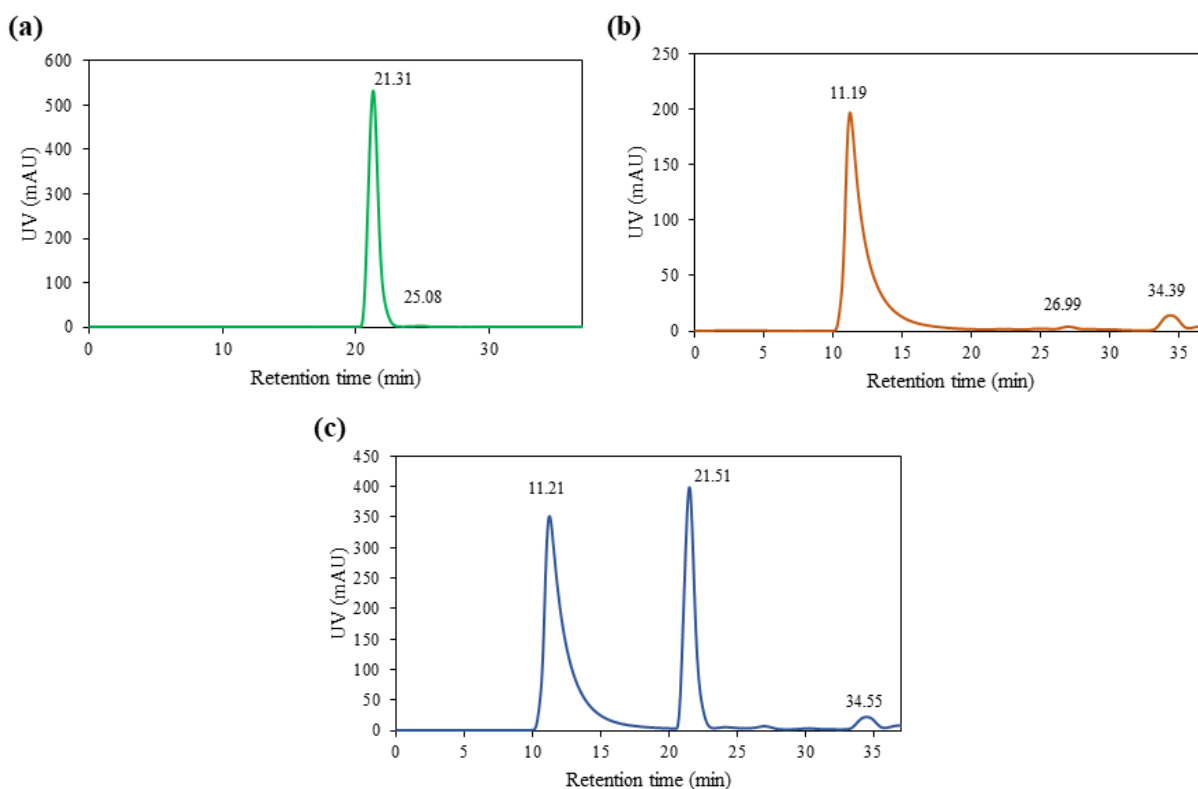 (a)
600
500
400
300
200
100
0
UV (mAU)
21.31
25.08
0 10 20 30
Retention time (min)
(b)
250
200
150
100
50
0
UV (mAU)
11.19
26.99
34.39
0 5 10 15 20 25 30 35
Retention time (min)
(c)
450
400
350
300
250
200
150
100
50
0
UV (mAU)
11.21
21.51
34.55
0 5 10 15 20 25 30 35
Retention time (min)